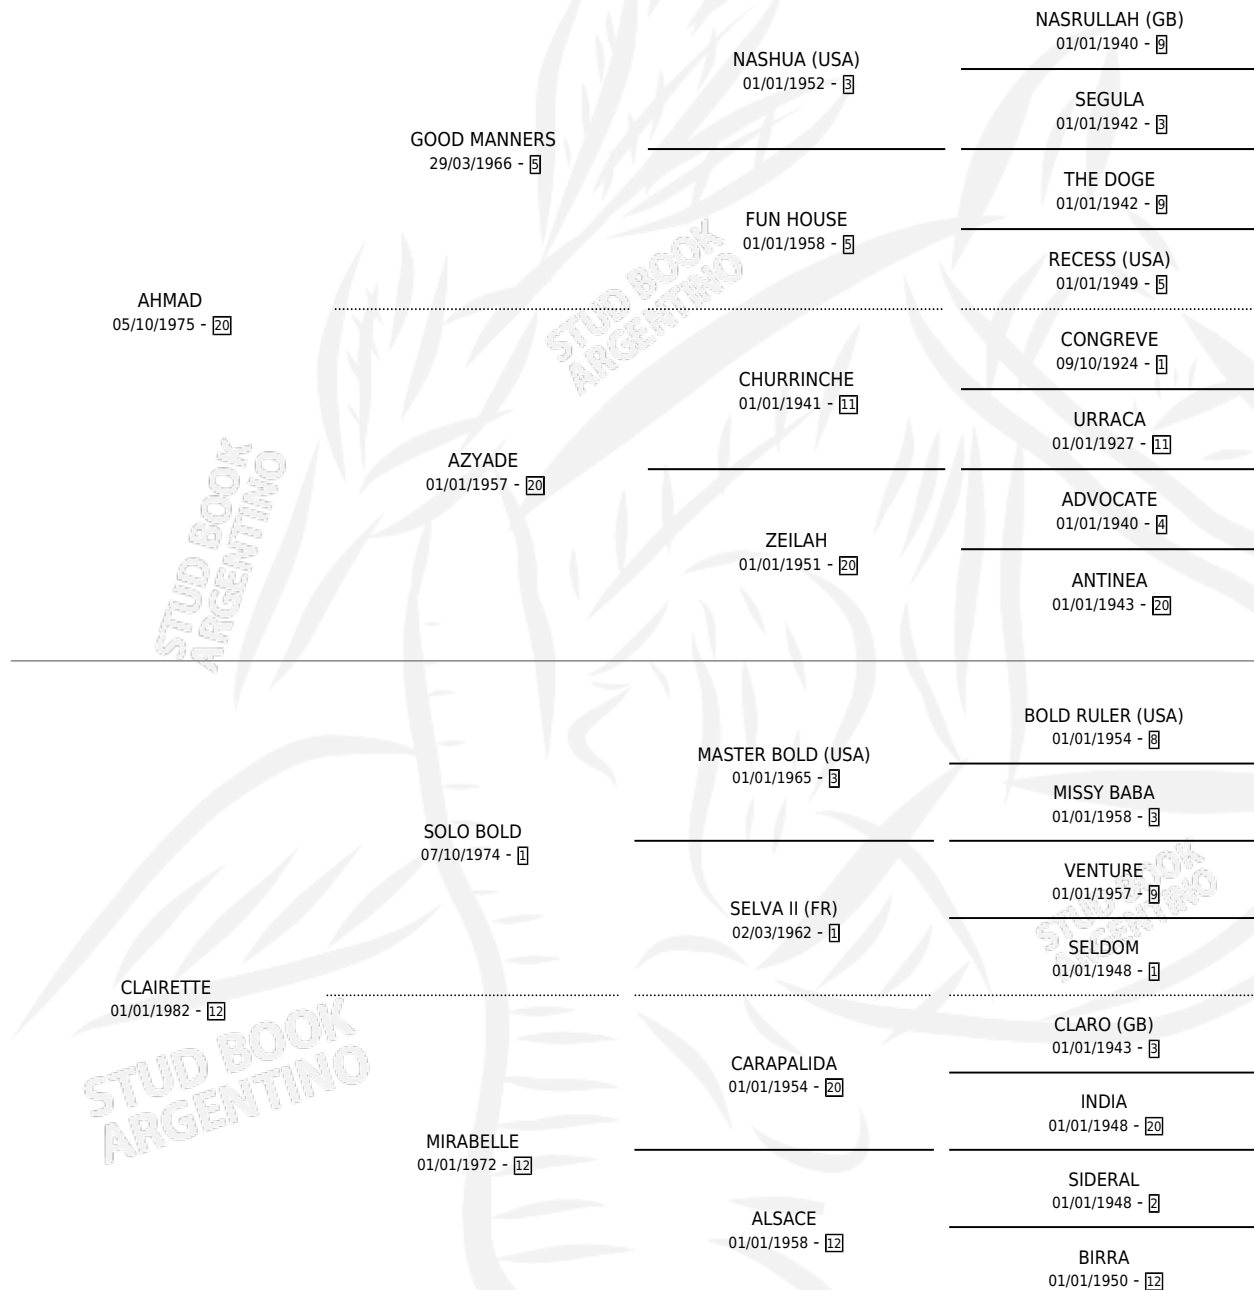 NASRULLAH (GB)
01/01/1940 - 9
NASHUA (USA)
01/01/1952 - 3
SEGULA
01/01/1942 - 3
GOOD MANNERS
29/03/1966 - 5
THE DOGE
01/01/1942 - 9
FUN HOUSE
01/01/1958 - 5
RECESS (USA)
01/01/1949 - 5
AHMAD
05/10/1975 - 20
CONGREVE
09/10/1924 - 1
CHURRINCHE
01/01/1941 - 11
URRACA
01/01/1927 - 11
AZYADE
01/01/1957 - 20
ADVOCATE
01/01/1940 - 4
ZEILAH
01/01/1951 - 20
ANTINEA
01/01/1943 - 20
BOLD RULER (USA)
01/01/1954 - 8
MASTER BOLD (USA)
01/01/1965 - 3
MISSY BABA
01/01/1958 - 3
SOLO BOLD
07/10/1974 - 1
VENTURE
01/01/1957 - 9
SELVA II (FR)
02/03/1962 - 1
SELDOM
01/01/1948 - 1
CLAIRETTE
01/01/1982 - 12
CLARO (GB)
01/01/1943 - 3
CARAPALIDA
01/01/1954 - 20
INDIA
01/01/1948 - 20
MIRABELLE
01/01/1972 - 12
SIDERAL
01/01/1948 - 2
ALSACE
01/01/1958 - 12
BIRRA
01/01/1950 - 12
STUD BOOK
ARGENTINO
STUD BOOK
ARGENTINO
STUD BOOK
ARGENTINO
STUD BOOK
ARGENTINO